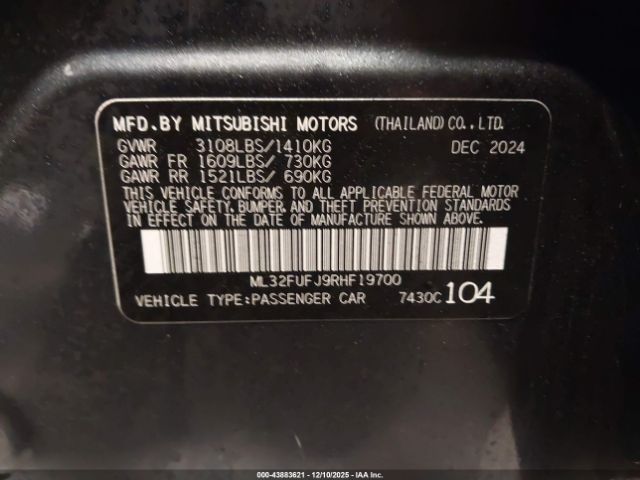 MFD.BY MITSUBISHI MOTORS (THAILAND)CO.,LTD.
GVWR 3108LBS/1410KG DEC 2024
GAWR FR 1609LBS/ 730KG
GAWR RR 1521LBS/ 690KG
THIS VEHICLE CONFORMS TO ALL APPLICABLE FEDERAL MOTOR
VEHICLE SAFETY, BUMPER, AND THEFT PREVENTION STANDARDS
IN EFFECT ON THE DATE OF MANUFACTURE SHOWN ABOVE.
ML32FUFJ9RHF19700
VEHICLE TYPE:PASSENGER CAR 7430C 104
000-43883621 - 12/10/2025 - IAA Inc.